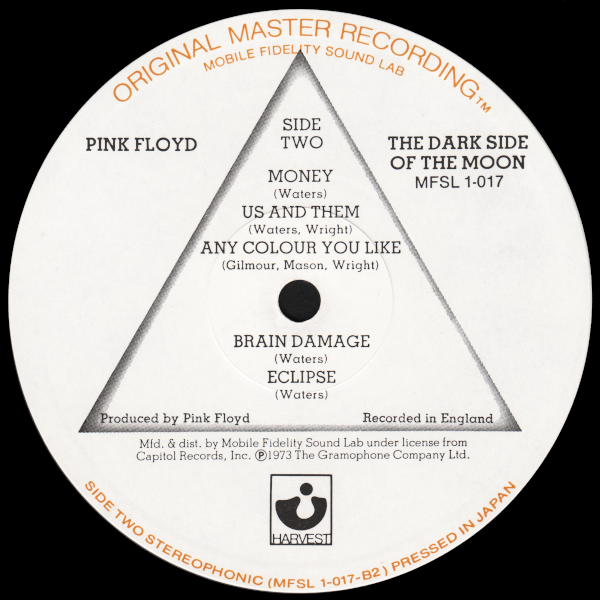 ORIGINAL MASTER RECORDING™
MOBILE FIDELITY SOUND LAB
PINK FLOYD
SIDE
TWO
THE DARK SIDE
OF THE MOON
MFSL 1-017
MONEY
(Waters)
US AND THEM
(Waters, Wright)
ANY COLOUR YOU LIKE
(Gilmour, Mason, Wright)
BRAIN DAMAGE
(Waters)
ECLIPSE
(Waters)
Produced by Pink Floyd
Recorded in England
Mfd. & dist. by Mobile Fidelity Sound Lab under license from
Capitol Records, Inc. Ⓟ1973 The Gramophone Company Ltd.
HARVEST
SIDE TWO STEREOPHONIC (MFSL 1-017-B2) PRESSED IN JAPAN